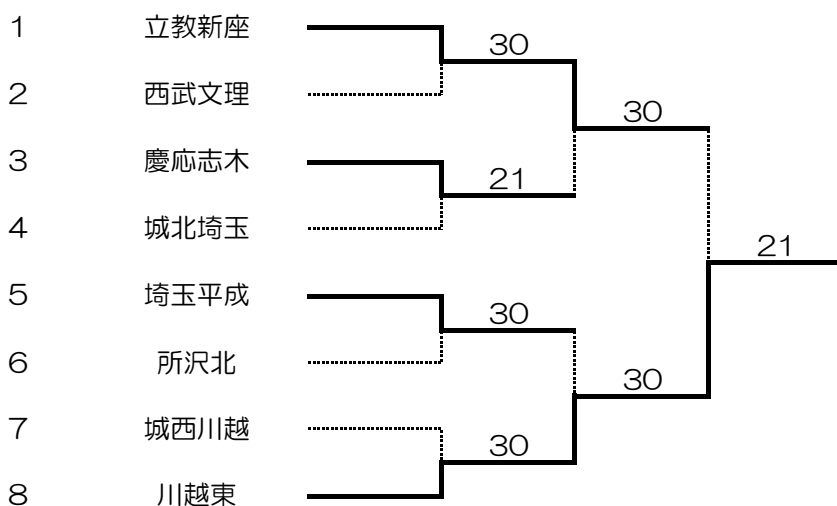 1 立教新座
30
2 西武文理
30
3 慶応志木
21
4 城北埼玉
21
5 埼玉平成
30
6 所沢北
30
7 城西川越
30
8 川越東